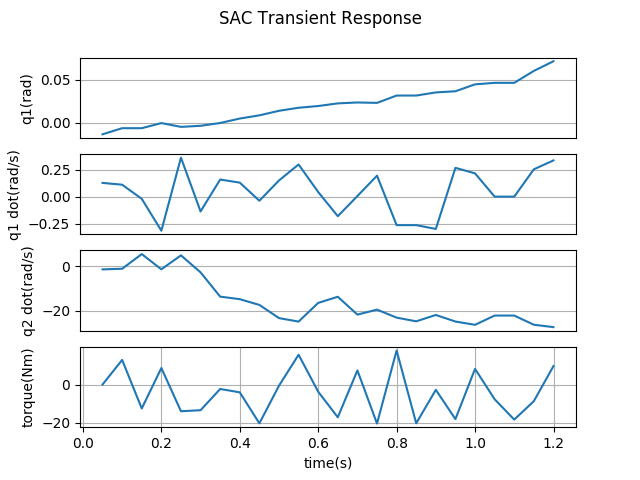 SAC Transient Response
q1(rad)
0.05
0.00
q1 dot(rad/s)
0.25
0.00
−0.25
q2 dot(rad/s)
0
−20
torque(Nm)
0
−20
0.0 0.2 0.4 0.6 0.8 1.0 1.2
time(s)